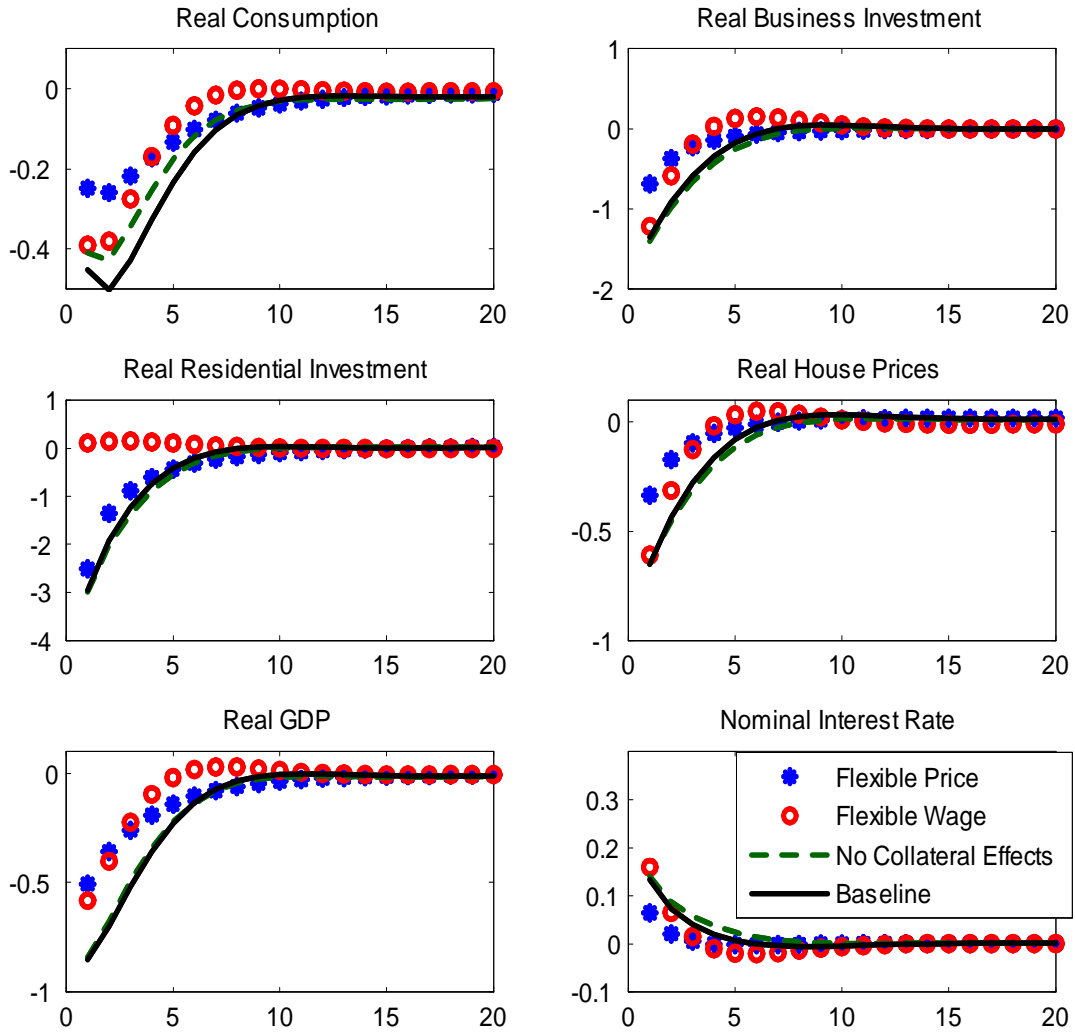 Real Consumption
0
-0.2
-0.4
0 5 10 15 20
Real Business Investment
1
0
-1
-2
0 5 10 15 20
Real Residential Investment
1
0
-1
-2
-3
-4
0 5 10 15 20
Real House Prices
0
-0.5
-1
0 5 10 15 20
Real GDP
0
-0.5
-1
0 5 10 15 20
Nominal Interest Rate
0.3
0.2
0.1
0
-0.1
0 5 10 15 20
Flexible Price
Flexible Wage
No Collateral Effects
Baseline